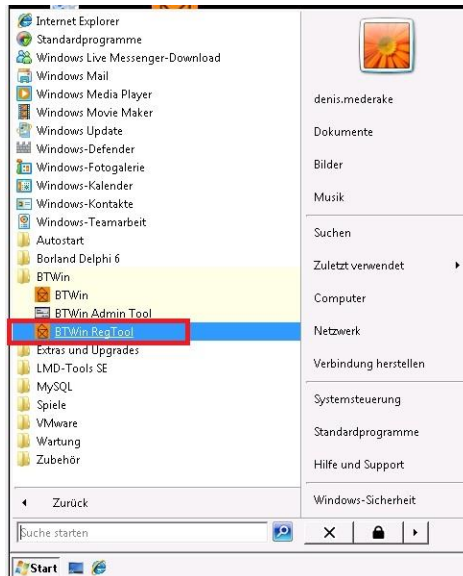 Internet Explorer
Standardprogramme
Windows Live Messenger-Download
Windows Mail
Windows Media Player
Windows Movie Maker
Windows Update
Windows-Defender
Windows-Fotogalerie
Windows-Kalender
Windows-Kontakte
Windows-Teamarbeit
Autostart
Borland Delphi 6
BTWin
BTWin
BTWin Admin Tool
BTWin RegTool
Extras und Upgrades
LMD-Tools SE
MySQL
Spiele
VMware
Wartung
Zubehör
Zurück
Suche starten
denis.mederake
Dokumente
Bilder
Musik
Suchen
Zuletzt verwendet
Computer
Netzwerk
Verbindung herstellen
Systemsteuerung
Standardprogramme
Hilfe und Support
Windows-Sicherheit
Start